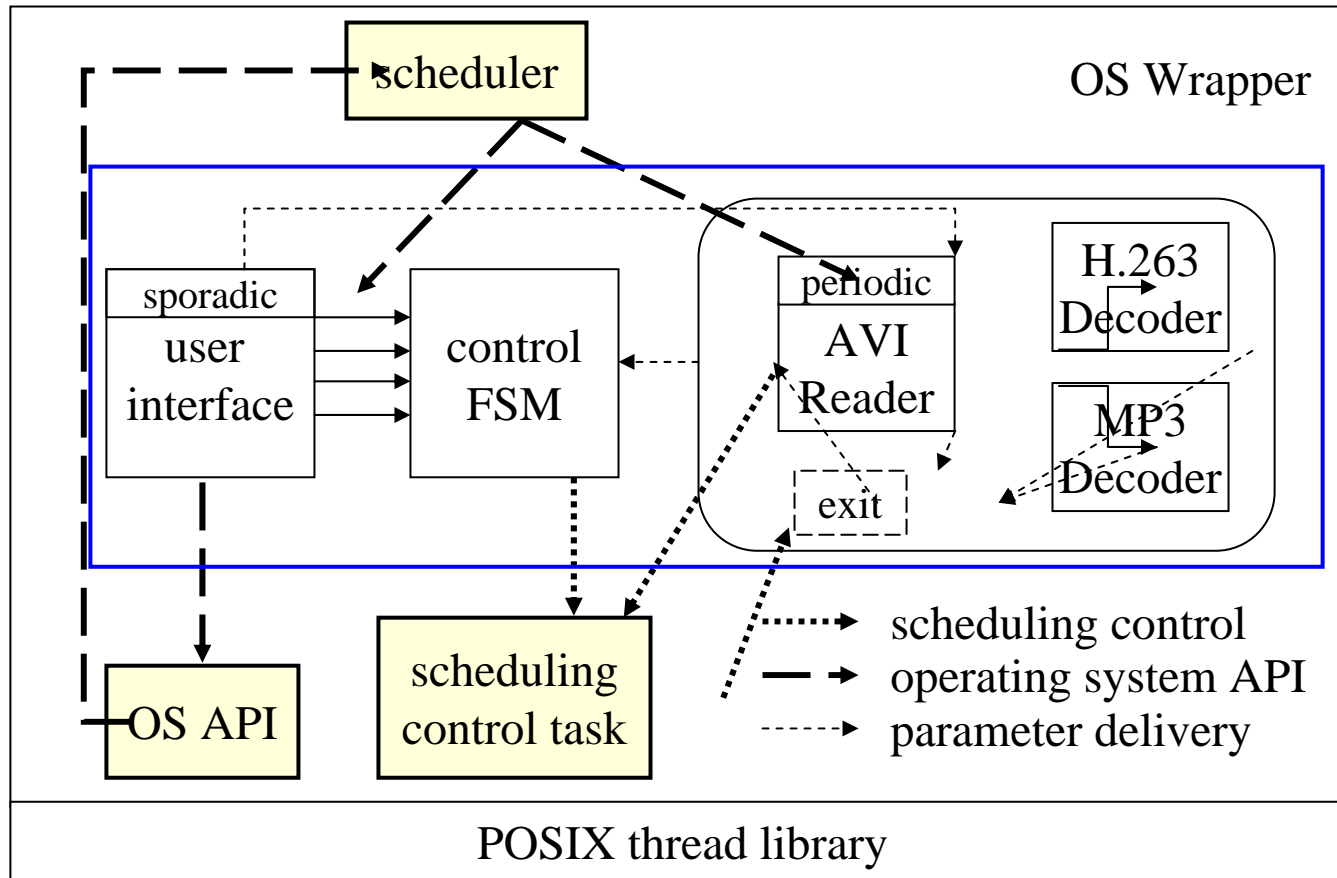 scheduler
OS Wrapper
sporadic
user
interface
control
FSM
periodic
AVI
Reader
exit
H.263
Decoder
MP3
Decoder
scheduling
control task
OS API
scheduling control
operating system API
parameter delivery
POSIX thread library